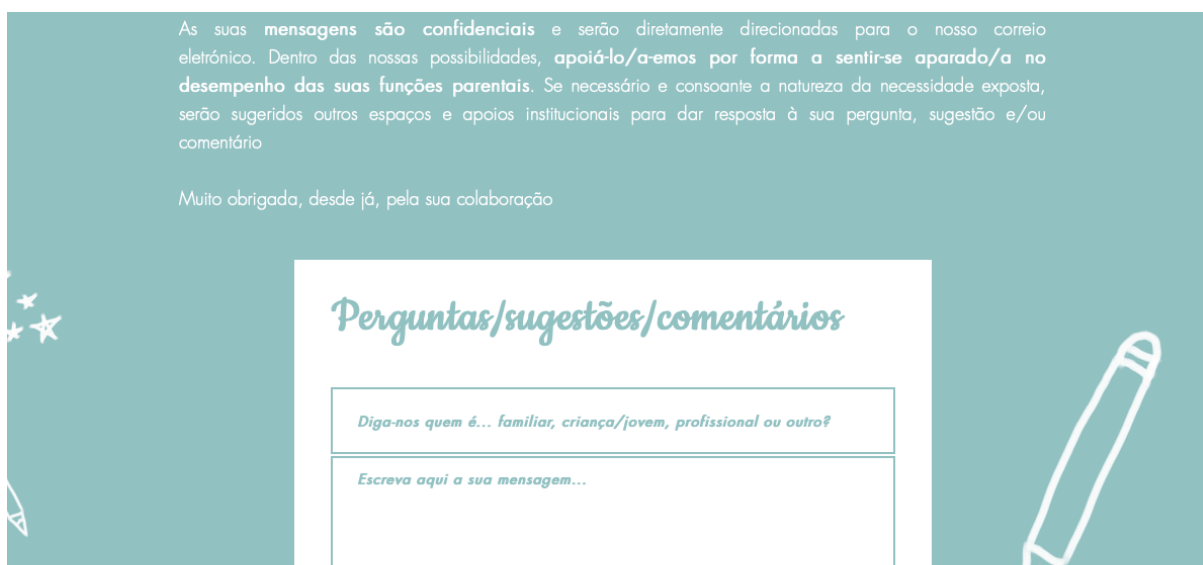 As suas mensagens são confidenciais e serão diretamente direcionadas para o nosso correio
eletrónico. Dentro das nossas possibilidades, apoiá-lo/a-emos por forma a sentir-se aparado/a no
desempenho das suas funções parentais. Se necessário e consoante a natureza da necessidade exposta,
serão sugeridos outros espaços e apoios institucionais para dar resposta à sua pergunta, sugestão e/ou
comentário
Muito obrigada, desde já, pela sua colaboração
Perguntas/sugestões/comentários
Diga-nos quem é... familiar, criança/jovem, profissional ou outro?
Escreva aqui a sua mensagem...